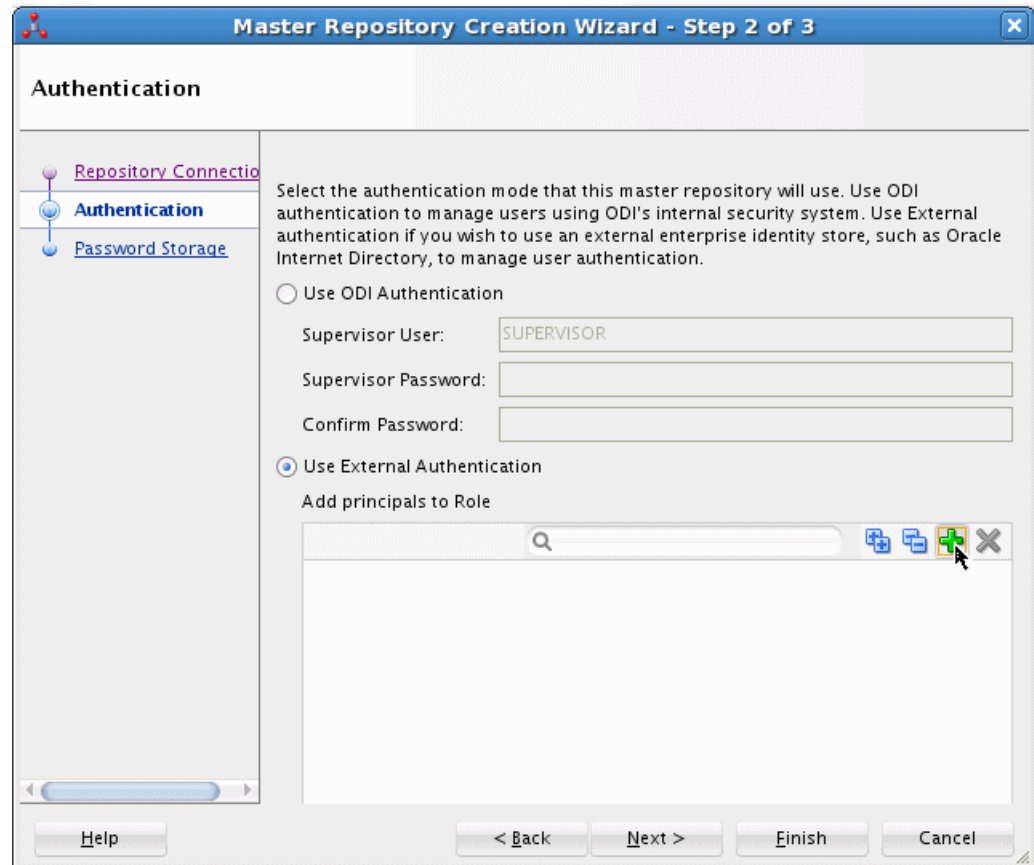 Master Repository Creation Wizard - Step 2 of 3
Authentication
Repository Connectio
Authentication
Password Storage
Select the authentication mode that this master repository will use. Use ODI
authentication to manage users using ODI's internal security system. Use External
authentication if you wish to use an external enterprise identity store, such as Oracle
Internet Directory, to manage user authentication.
Use ODI Authentication
Supervisor User: SUPERVISOR
Supervisor Password:
Confirm Password:
Use External Authentication
Add principals to Role
Help < Back Next > Finish Cancel